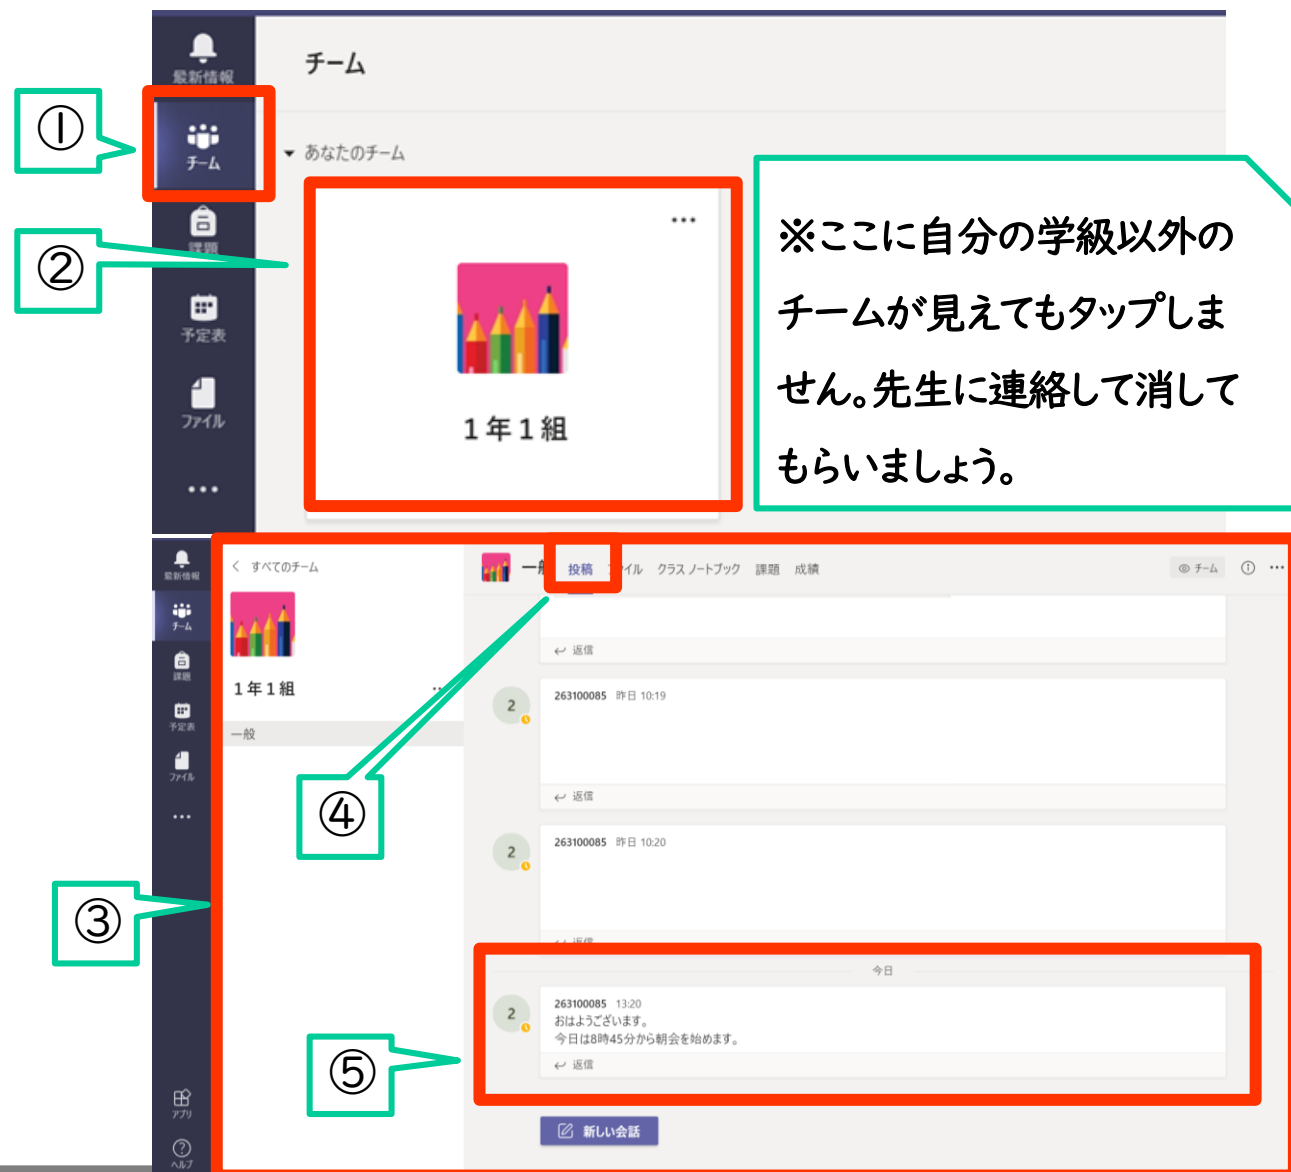 最新情報
チーム
①
チーム
▼ あなたのチーム
②
課題
予定表
ファイル
1年1組
※ここに自分の学級以外の
チームが見えてもタップしま
せん。先生に連絡して消して
もらいましょう。
最新情報
チーム
課題
予定表
ファイル
< すべてのチーム
1年1組
一般
投稿
クラス ノートブック
課題
成績
チーム
返信
2
263100085 昨日 10:19
返信
④
2
263100085 昨日 10:20
返信
③
今日
2
263100085 13:20
おはようございます。
今日は8時45分から朝会を始めます。
返信
⑤
新しい会話
アプリ
ヘルプ